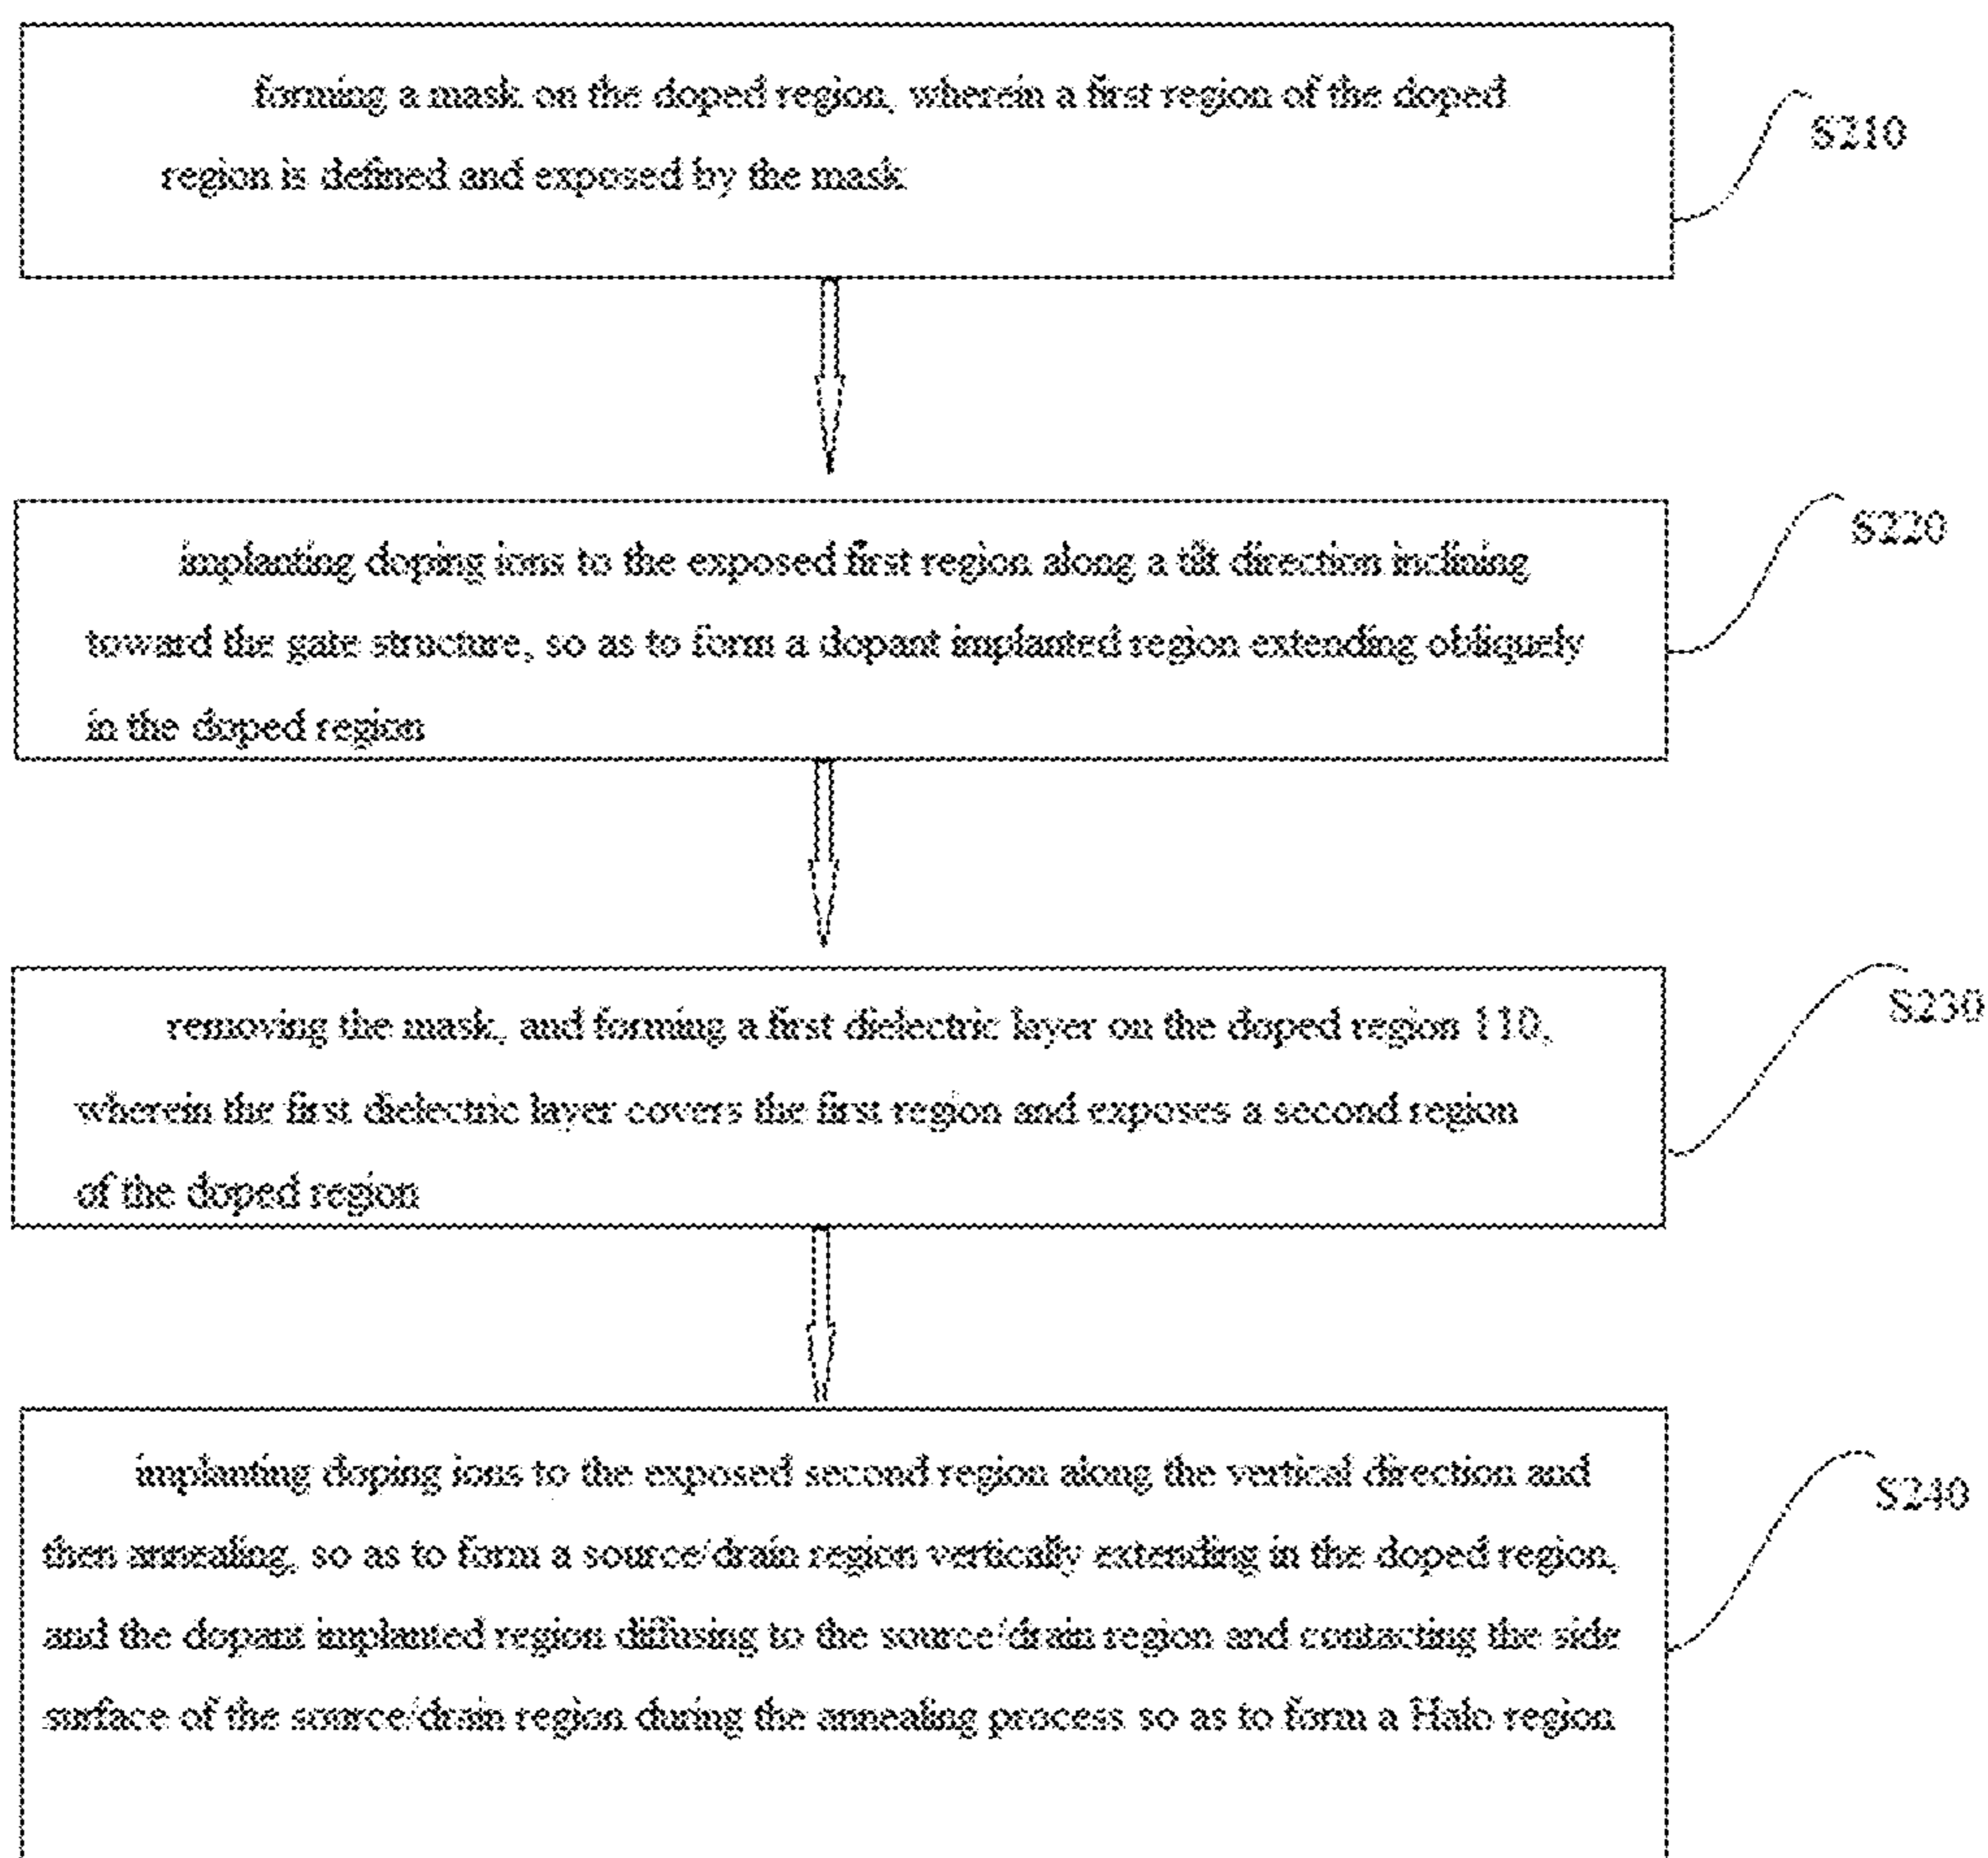 forming a mask on the doped region, wherein a first region of the doped
region is defined and exposed by the mask
S210
implanting doping ions to the exposed first region along a tilt direction inclining
toward the gate structure, so as to form a dopant implanted region extending obliquely
in the doped region
S220
removing the mask, and forming a first dielectric layer on the doped region 110,
wherein the first dielectric layer covers the first region and exposes a second region
of the doped region
S230
implanting doping ions to the exposed second region along the vertical direction and
then annealing, so as to form a source/drain region vertically extending in the doped region,
and the dopant implanted region diffusing to the source/drain region and contacting the side
surface of the source/drain region during the annealing process so as to form a Halo region
S240